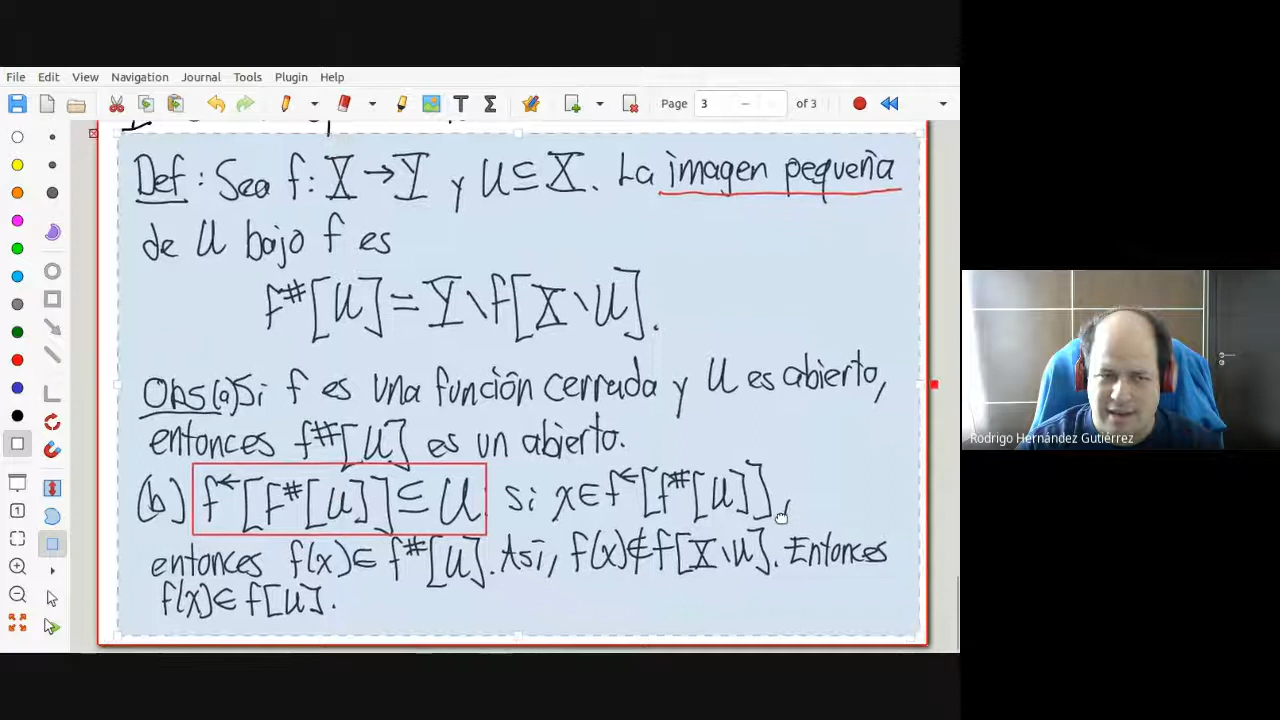 File Edit View Navigation Journal Tools Plugin Help
Page 3 of 3
Def: Sea f: X → Y y U ⊆ X. La imagen pequeña
de U bajo f es
f#[U] = Y \ f[X \ U].
Obs (a) Si f es una función cerrada y U es abierto,
entonces f#[U] es un abierto.
(b) f←[f#[U]] ⊆ U. Si x ∈ f←[f#[U]],
entonces f(x) ∈ f#[U]. Así, f(x) ∉ f[X \ U]. Entonces
f(x) ∈ f[U].
Rodrigo Hernández Gutiérrez